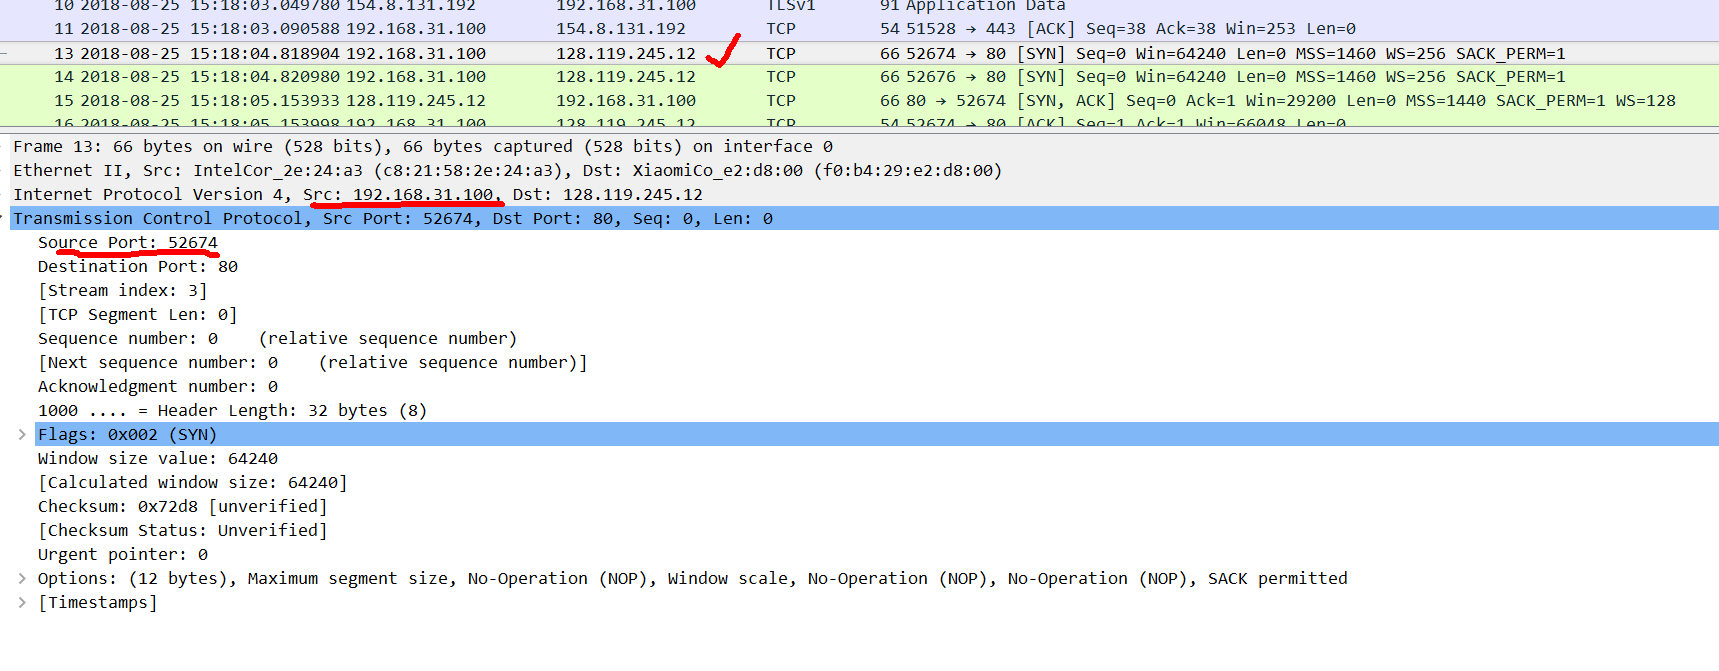 10 2018-08-25 15:18:03.049780 154.8.131.192 192.168.31.100 TLSv1 91 Application Data
11 2018-08-25 15:18:03.090588 192.168.31.100 154.8.131.192 TCP 54 51528 → 443 [ACK] Seq=38 Ack=38 Win=253 Len=0
13 2018-08-25 15:18:04.818904 192.168.31.100 128.119.245.12 TCP 66 52674 → 80 [SYN] Seq=0 Win=64240 Len=0 MSS=1460 WS=256 SACK_PERM=1
14 2018-08-25 15:18:04.820980 192.168.31.100 128.119.245.12 TCP 66 52676 → 80 [SYN] Seq=0 Win=64240 Len=0 MSS=1460 WS=256 SACK_PERM=1
15 2018-08-25 15:18:05.153933 128.119.245.12 192.168.31.100 TCP 66 80 → 52674 [SYN, ACK] Seq=0 Ack=1 Win=29200 Len=0 MSS=1440 SACK_PERM=1 WS=128
16 2018-08-25 15:18:05.153998 192.168.31.100 128.119.245.12 TCP 54 52674 → 80 [ACK] Seq=1 Ack=1 Win=66048 Len=0
Frame 13: 66 bytes on wire (528 bits), 66 bytes captured (528 bits) on interface 0
Ethernet II, Src: IntelCor_2e:24:a3 (c8:21:58:2e:24:a3), Dst: XiaomiCo_e2:d8:00 (f0:b4:29:e2:d8:00)
Internet Protocol Version 4, Src: 192.168.31.100, Dst: 128.119.245.12
Transmission Control Protocol, Src Port: 52674, Dst Port: 80, Seq: 0, Len: 0
Source Port: 52674
Destination Port: 80
[Stream index: 3]
[TCP Segment Len: 0]
Sequence number: 0 (relative sequence number)
[Next sequence number: 0 (relative sequence number)]
Acknowledgment number: 0
1000 .... = Header Length: 32 bytes (8)
Flags: 0x002 (SYN)
Window size value: 64240
[Calculated window size: 64240]
Checksum: 0x72d8 [unverified]
[Checksum Status: Unverified]
Urgent pointer: 0
Options: (12 bytes), Maximum segment size, No-Operation (NOP), Window scale, No-Operation (NOP), No-Operation (NOP), SACK permitted
[Timestamps]